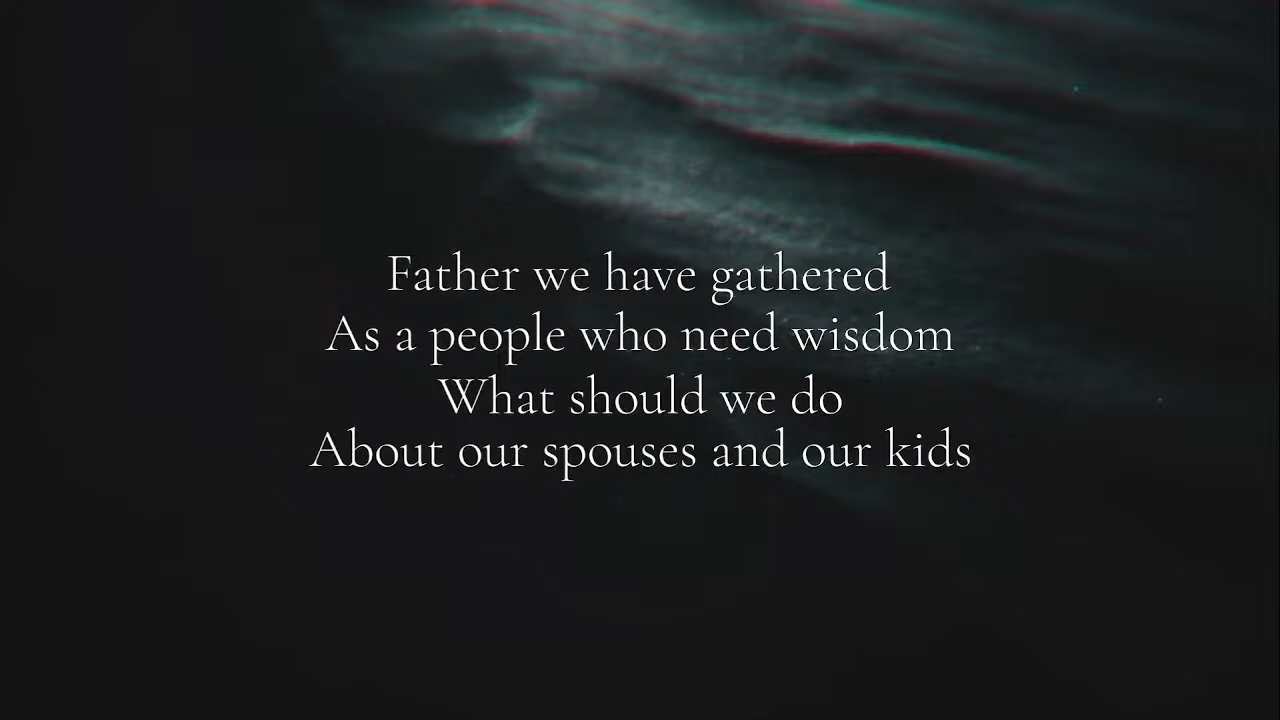 Father we have gathered
As a people who need wisdom
What should we do
About our spouses and our kids